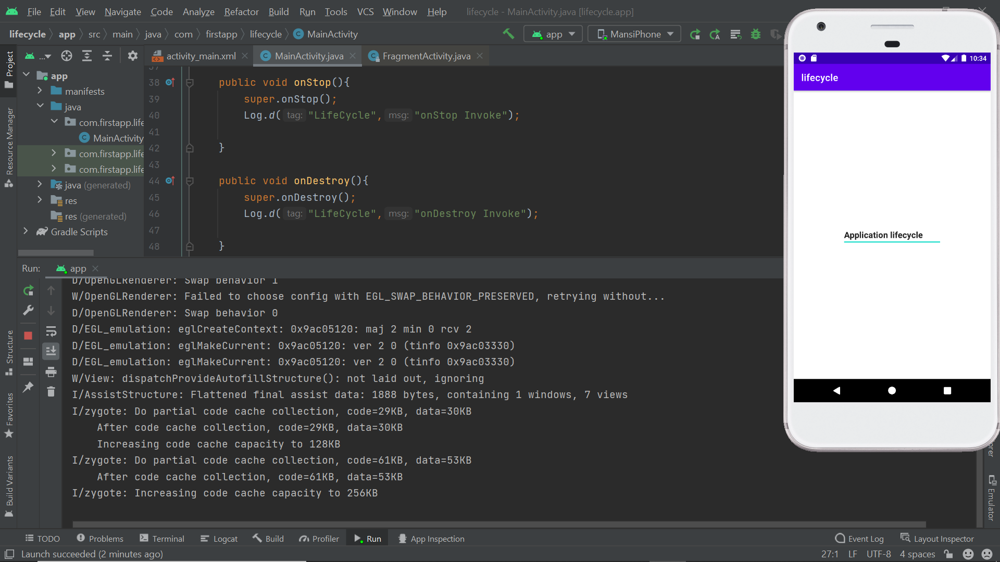 File Edit View Navigate Code Analyze Refactor Build Run Tools VCS Window Help lifecycle - MainActivity.java [lifecycle.app]
lifecycle app src main java com firstapp lifecycle MainActivity
app MansiPhone
...
activity_main.xml MainActivity.java FragmentActivity.java
Project
Resource Manager
Structure
Favorites
Build Variants
app
manifests
java
com.firstapp.life
MainActivity
com.firstapp.life
com.firstapp.life
java (generated)
res
res (generated)
Gradle Scripts
37
38 public void onStop(){
39 super.onStop();
40 Log.d( tag: "LifeCycle", msg: "onStop Invoke");
41
42 }
43
44 public void onDestroy(){
45 super.onDestroy();
46 Log.d( tag: "LifeCycle", msg: "onDestroy Invoke");
47
48 }
Run: app
D/OpenGLRenderer: Swap behavior 1
W/OpenGLRenderer: Failed to choose config with EGL_SWAP_BEHAVIOR_PRESERVED, retrying without...
D/OpenGLRenderer: Swap behavior 0
D/EGL_emulation: eglCreateContext: 0x9ac05120: maj 2 min 0 rcv 2
D/EGL_emulation: eglMakeCurrent: 0x9ac05120: ver 2 0 (tinfo 0x9ac03330)
D/EGL_emulation: eglMakeCurrent: 0x9ac05120: ver 2 0 (tinfo 0x9ac03330)
W/View: dispatchProvideAutofillStructure(): not laid out, ignoring
I/AssistStructure: Flattened final assist data: 1888 bytes, containing 1 windows, 7 views
I/zygote: Do partial code cache collection, code=29KB, data=30KB
After code cache collection, code=29KB, data=30KB
Increasing code cache capacity to 128KB
I/zygote: Do partial code cache collection, code=61KB, data=53KB
After code cache collection, code=61KB, data=53KB
I/zygote: Increasing code cache capacity to 256KB
10:34
lifecycle
Application lifecycle
Emulator
TODO Problems Terminal Logcat Build Profiler Run App Inspection Event Log Layout Inspector
Launch succeeded (2 minutes ago) 27:1 LF UTF-8 4 spaces